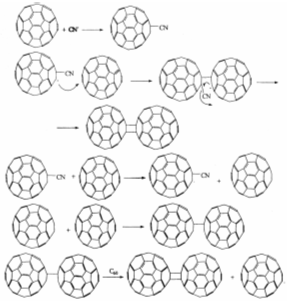 + CN⁻ CN
CN
CN
CN + CN +
+
C60 +